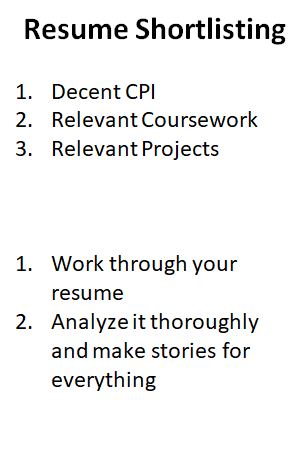 Resume Shortlisting
1. Decent CPI
2. Relevant Coursework
3. Relevant Projects
1. Work through your
resume
2. Analyze it thoroughly
and make stories for
everything